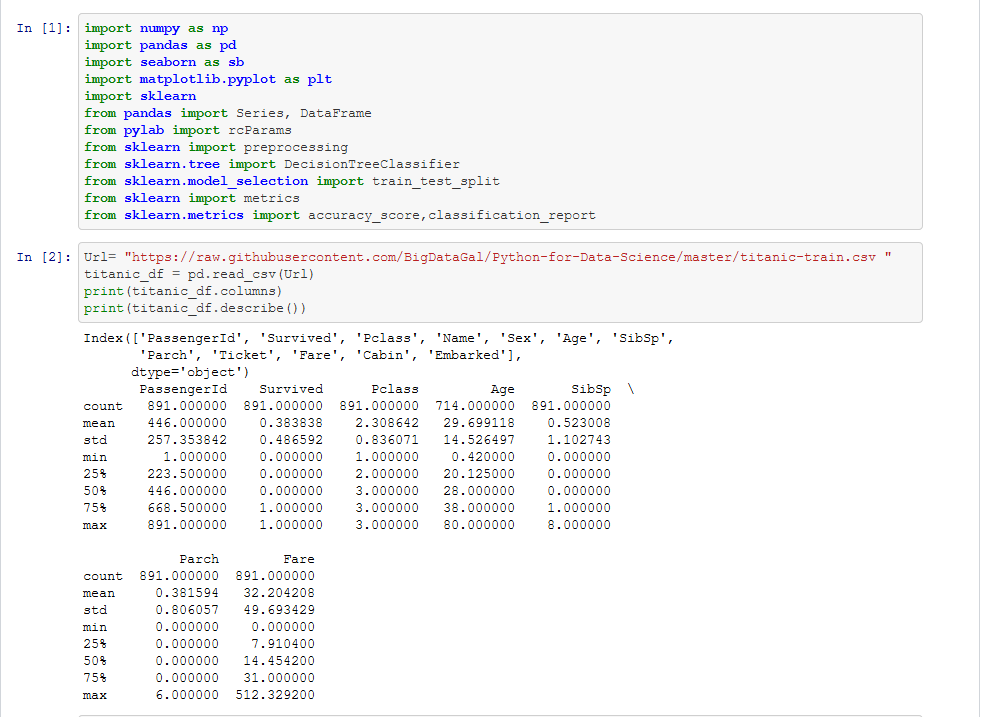 In [1]: import numpy as np
import pandas as pd
import seaborn as sb
import matplotlib.pyplot as plt
import sklearn
from pandas import Series, DataFrame
from pylab import rcParams
from sklearn import preprocessing
from sklearn.tree import DecisionTreeClassifier
from sklearn.model_selection import train_test_split
from sklearn import metrics
from sklearn.metrics import accuracy_score,classification_report
In [2]: Url= "https://raw.githubusercontent.com/BigDataGal/Python-for-Data-Science/master/titanic-train.csv "
titanic_df = pd.read_csv(Url)
print(titanic_df.columns)
print(titanic_df.describe())
Index(['PassengerId', 'Survived', 'Pclass', 'Name', 'Sex', 'Age', 'SibSp',
'Parch', 'Ticket', 'Fare', 'Cabin', 'Embarked'],
dtype='object')
PassengerId Survived Pclass Age SibSp \
count 891.000000 891.000000 891.000000 714.000000 891.000000
mean 446.000000 0.383838 2.308642 29.699118 0.523008
std 257.353842 0.486592 0.836071 14.526497 1.102743
min 1.000000 0.000000 1.000000 0.420000 0.000000
25% 223.500000 0.000000 2.000000 20.125000 0.000000
50% 446.000000 0.000000 3.000000 28.000000 0.000000
75% 668.500000 1.000000 3.000000 38.000000 1.000000
max 891.000000 1.000000 3.000000 80.000000 8.000000
Parch Fare
count 891.000000 891.000000
mean 0.381594 32.204208
std 0.806057 49.693429
min 0.000000 0.000000
25% 0.000000 7.910400
50% 0.000000 14.454200
75% 0.000000 31.000000
max 6.000000 512.329200